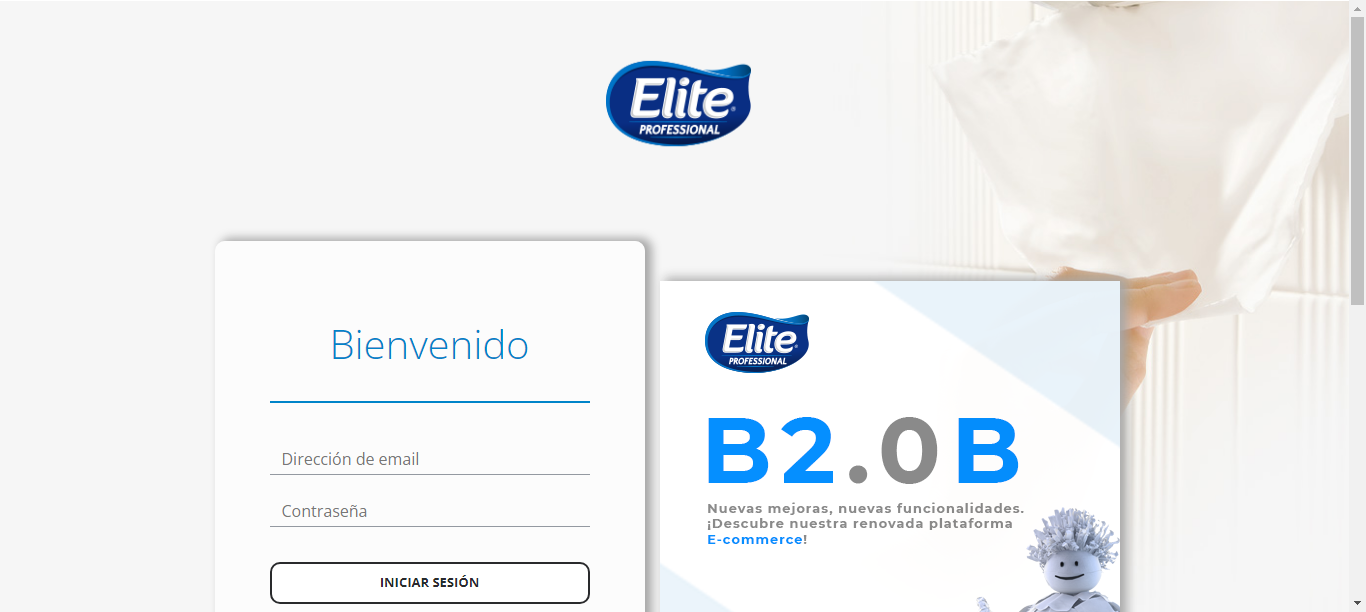 Elite
PROFESSIONAL
Bienvenido
Dirección de email
Contraseña
INICIAR SESIÓN
Elite
PROFESSIONAL
B2.0B
Nuevas mejoras, nuevas funcionalidades.
¡Descubre nuestra renovada plataforma
E-commerce!